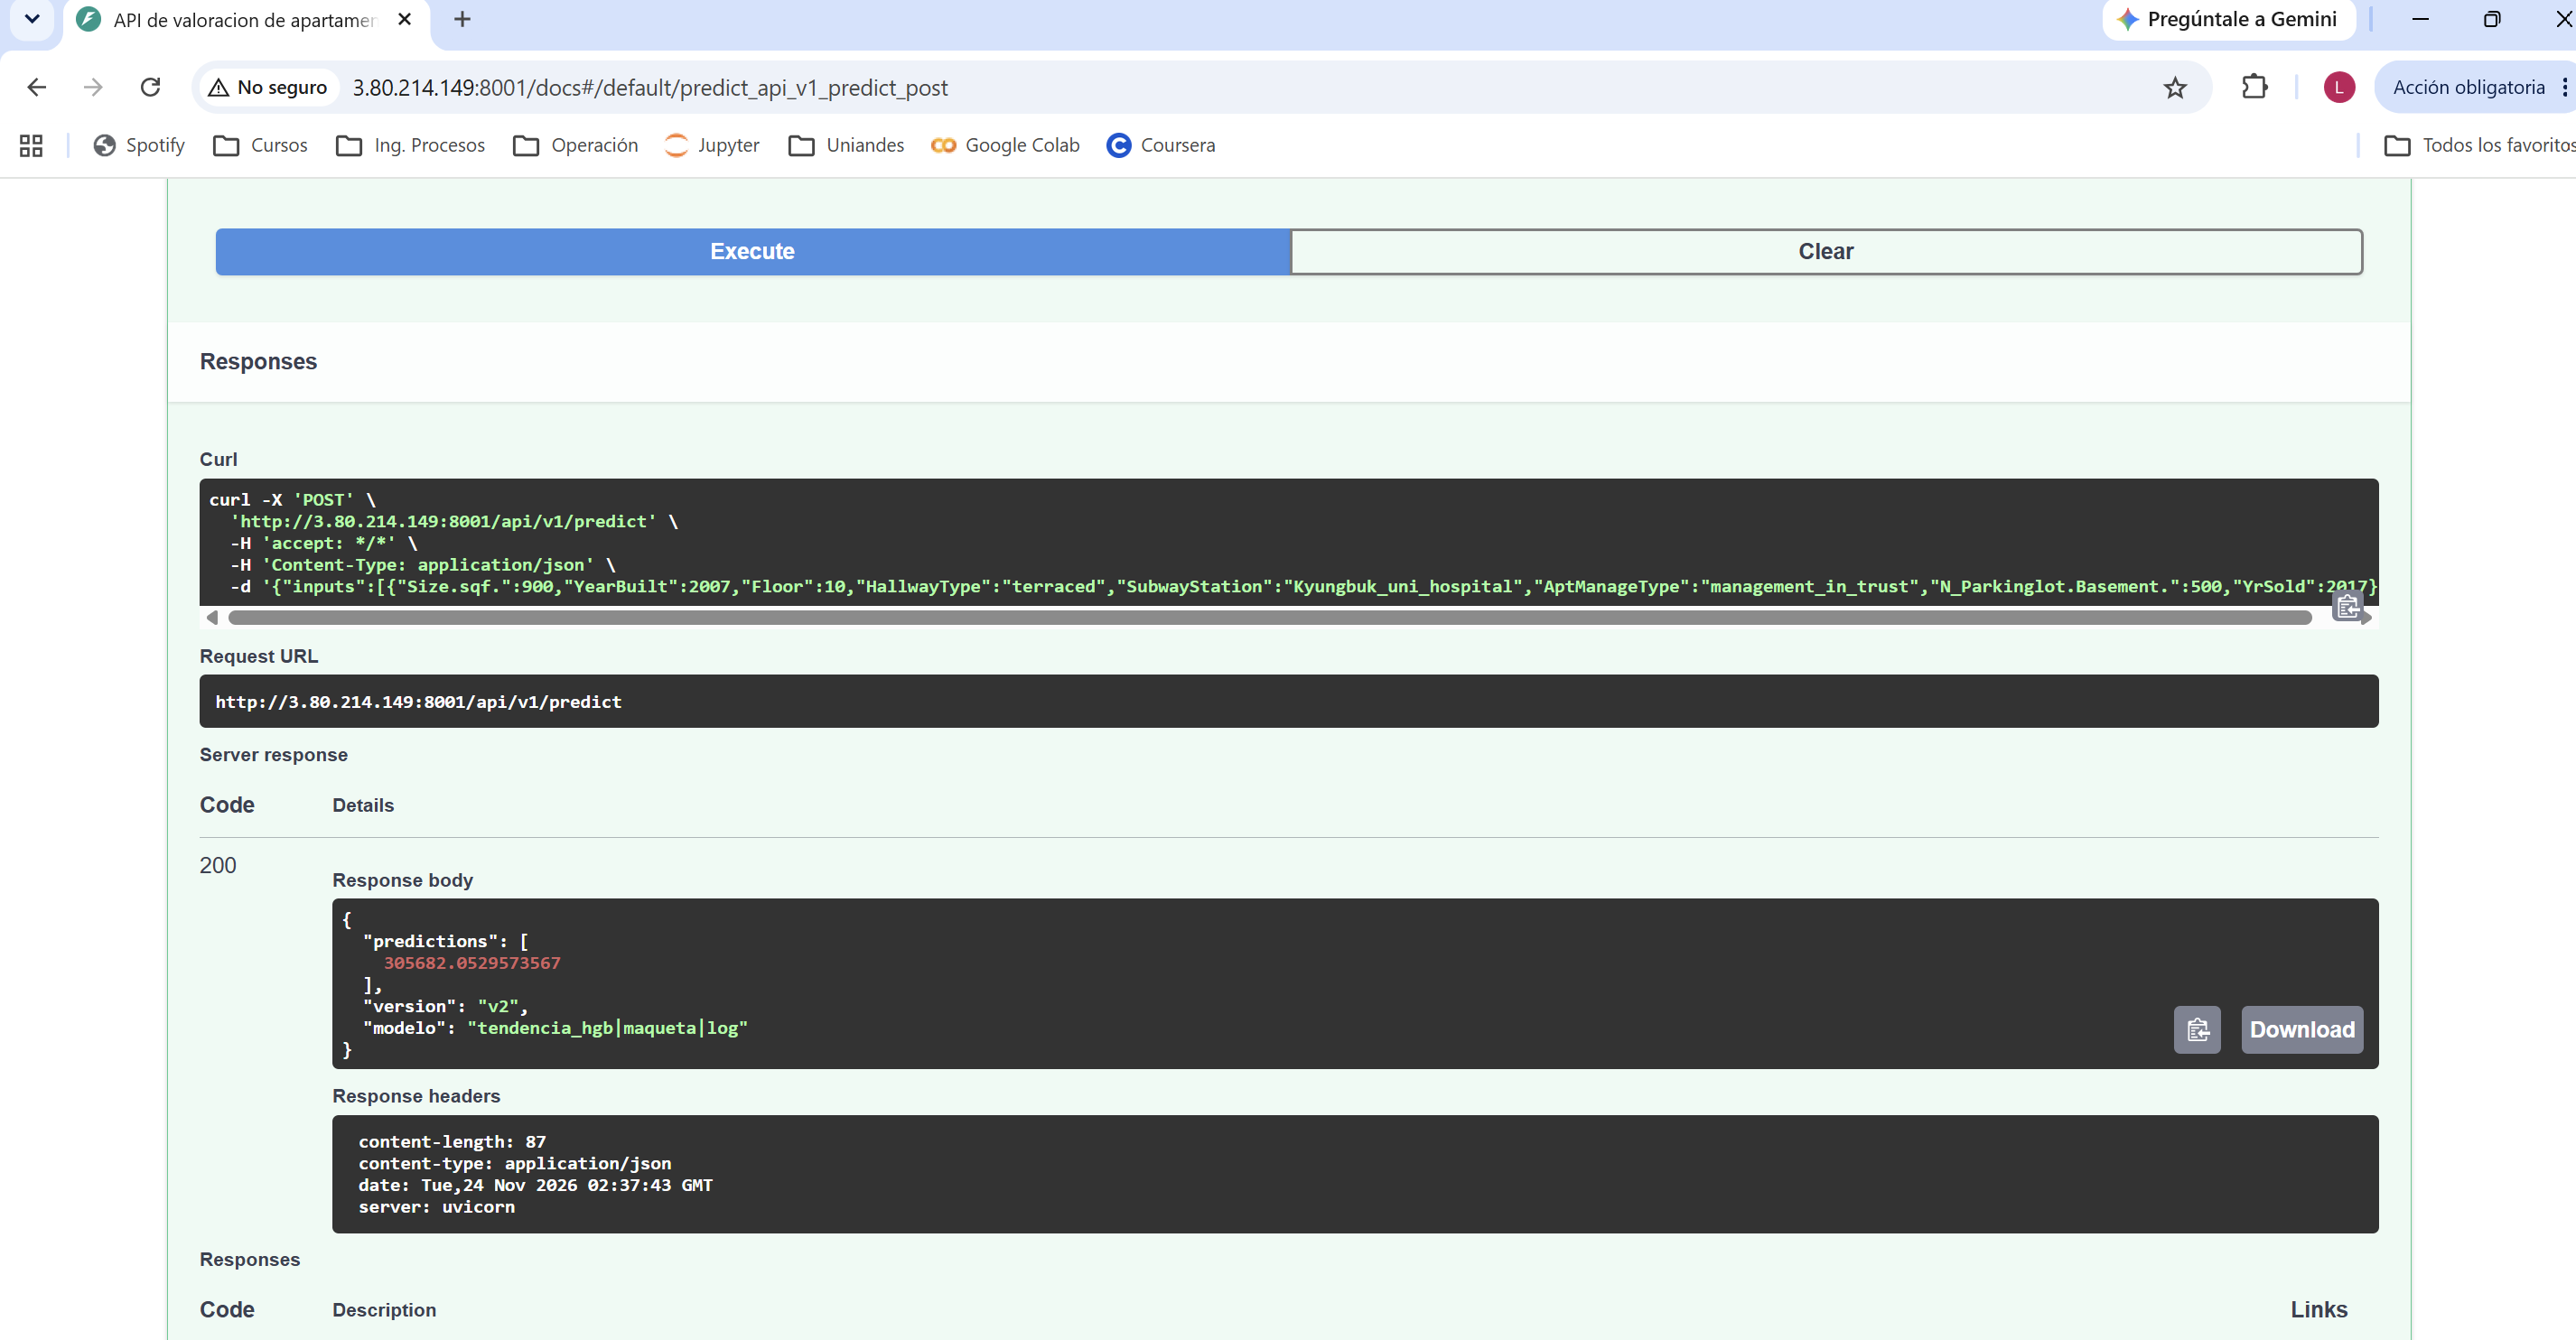 API de valoracion de apartamen
Pregúntale a Gemini
No seguro 3.80.214.149:8001/docs#/default/predict_api_v1_predict_post
L
Acción obligatoria
Spotify Cursos Ing. Procesos Operación Jupyter Uniandes Google Colab Coursera Todos los favoritos
Execute Clear
Responses
Curl
curl -X 'POST' \
'http://3.80.214.149:8001/api/v1/predict' \
-H 'accept: */*' \
-H 'Content-Type: application/json' \
-d '{"inputs":[{"Size.sqf.":900,"YearBuilt":2007,"Floor":10,"HallwayType":"terraced","SubwayStation":"Kyungbuk_uni_hospital","AptManageType":"management_in_trust","N_Parkinglot.Basement.":500,"YrSold":2017}
Request URL
http://3.80.214.149:8001/api/v1/predict
Server response
Code Details
200
Response body
{
"predictions": [
305682.0529573567
],
"version": "v2",
"modelo": "tendencia_hgb|maqueta|log"
}
Download
Response headers
content-length: 87
content-type: application/json
date: Tue,24 Nov 2026 02:37:43 GMT
server: uvicorn
Responses
Code Description Links